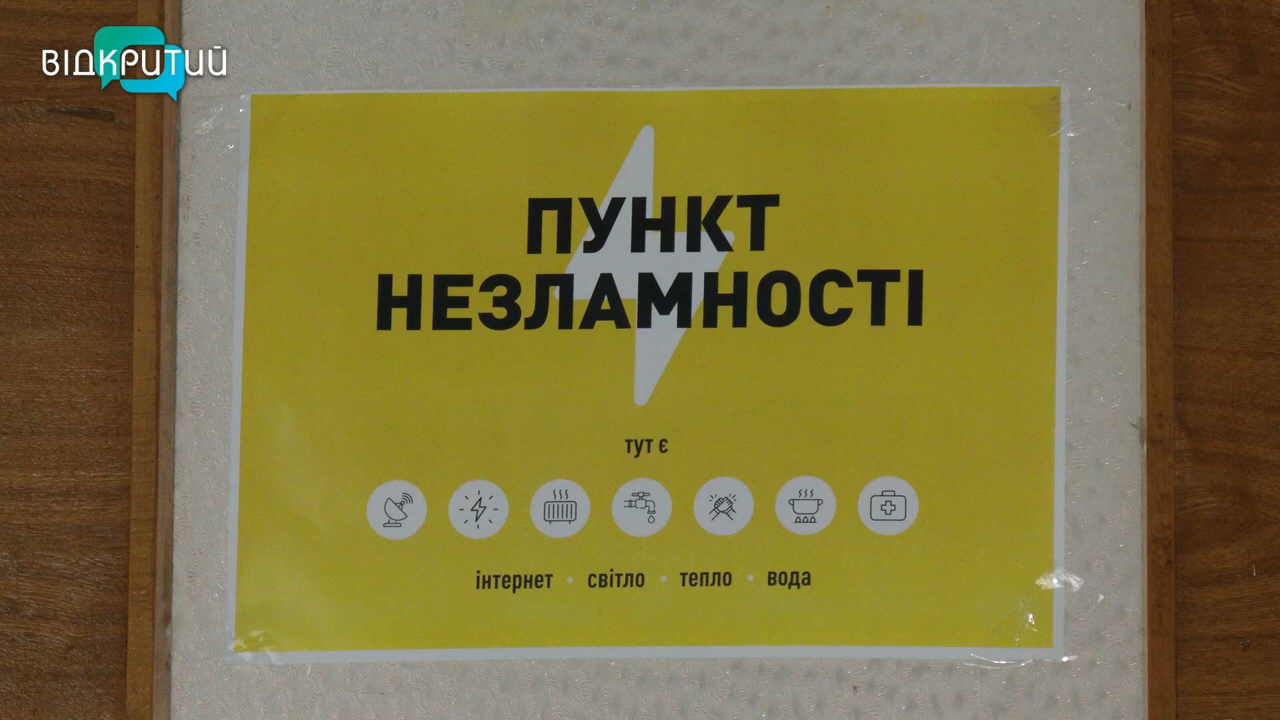 ВІДКРИТИЙ
ПУНКТ
НЕЗЛАМНОСТІ
тут є
інтернет • світло • тепло • вода